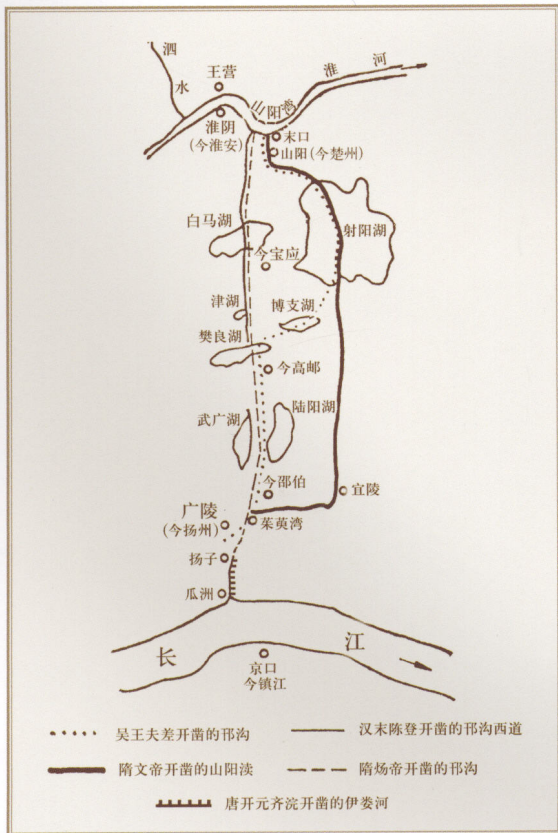 泗
水
王营
淮 河
山阳湾
淮阴
(今淮安)
末口
山阳(今楚州)
白马湖
射阳湖
今宝应
津湖
博支湖
樊良湖
今高邮
武广湖
陆阳湖
今邵伯
宜陵
广陵
(今扬州)
茱萸湾
扬子
瓜洲
长 江
京口
今镇江
吴王夫差开凿的邗沟
汉末陈登开凿的邗沟西道
隋文帝开凿的山阳渎
隋炀帝开凿的邗沟
唐开元齐浣开凿的伊娄河